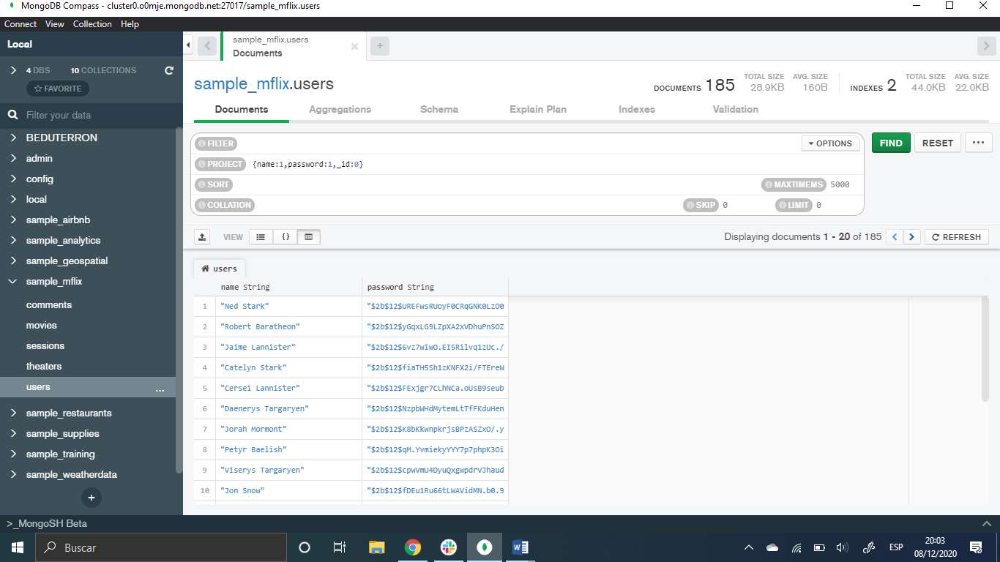 MongoDB Compass - cluster0.o0mje.mongodb.net:27017/sample_mflix.users
Connect View Collection Help
Local
4 DBS 10 COLLECTIONS
FAVORITE
Filter your data
BEDUTERRON
admin
config
local
sample_airbnb
sample_analytics
sample_geospatial
sample_mflix
comments
movies
sessions
theaters
users ...
sample_restaurants
sample_supplies
sample_training
sample_weatherdata
+
sample_mflix.users
Documents
+
sample_mflix.users
DOCUMENTS 185 TOTAL SIZE 28.9KB AVG. SIZE 160B INDEXES 2 TOTAL SIZE 44.0KB AVG. SIZE 22.0KB
Documents Aggregations Schema Explain Plan Indexes Validation
FILTER OPTIONS FIND RESET ...
PROJECT {name:1,password:1,_id:0}
SORT MAXTIMEMS 5000
COLLATION SKIP 0 LIMIT 0
VIEW {} Displaying documents 1 - 20 of 185 < > REFRESH
users
name String password String
1 "Ned Stark" "$2b$12$UREFwsRUoyF0CRqGNK0LzO0
2 "Robert Baratheon" "$2b$12$yGqxLG9LZpXA2xVDhuPnSOZ
3 "Jaime Lannister" "$2b$12$6vz7wiwO.EI5Rilvq1zUc./
4 "Catelyn Stark" "$2b$12$fiaTH5Sh1zKNFX2i/FTEreW
5 "Cersei Lannister" "$2b$12$FExjgr7CLhNCa.oUsB9seub
6 "Daenerys Targaryen" "$2b$12$NzpbWHdMytemLtTfFKduHen
7 "Jorah Mormont" "$2b$12$K8bKkwnpkrjsBPzASZxO/.y
8 "Petyr Baelish" "$2b$12$qM.YvmiekyYYY7p7phpK3Oi
9 "Viserys Targaryen" "$2b$12$cpwVmU4DyuQxgwpdrVJhaud
10 "Jon Snow" "$2b$12$fDEu1Ru66tLWAVidMN.b0.9
>_MongoSH Beta
Buscar
ESP
20:03
08/12/2020